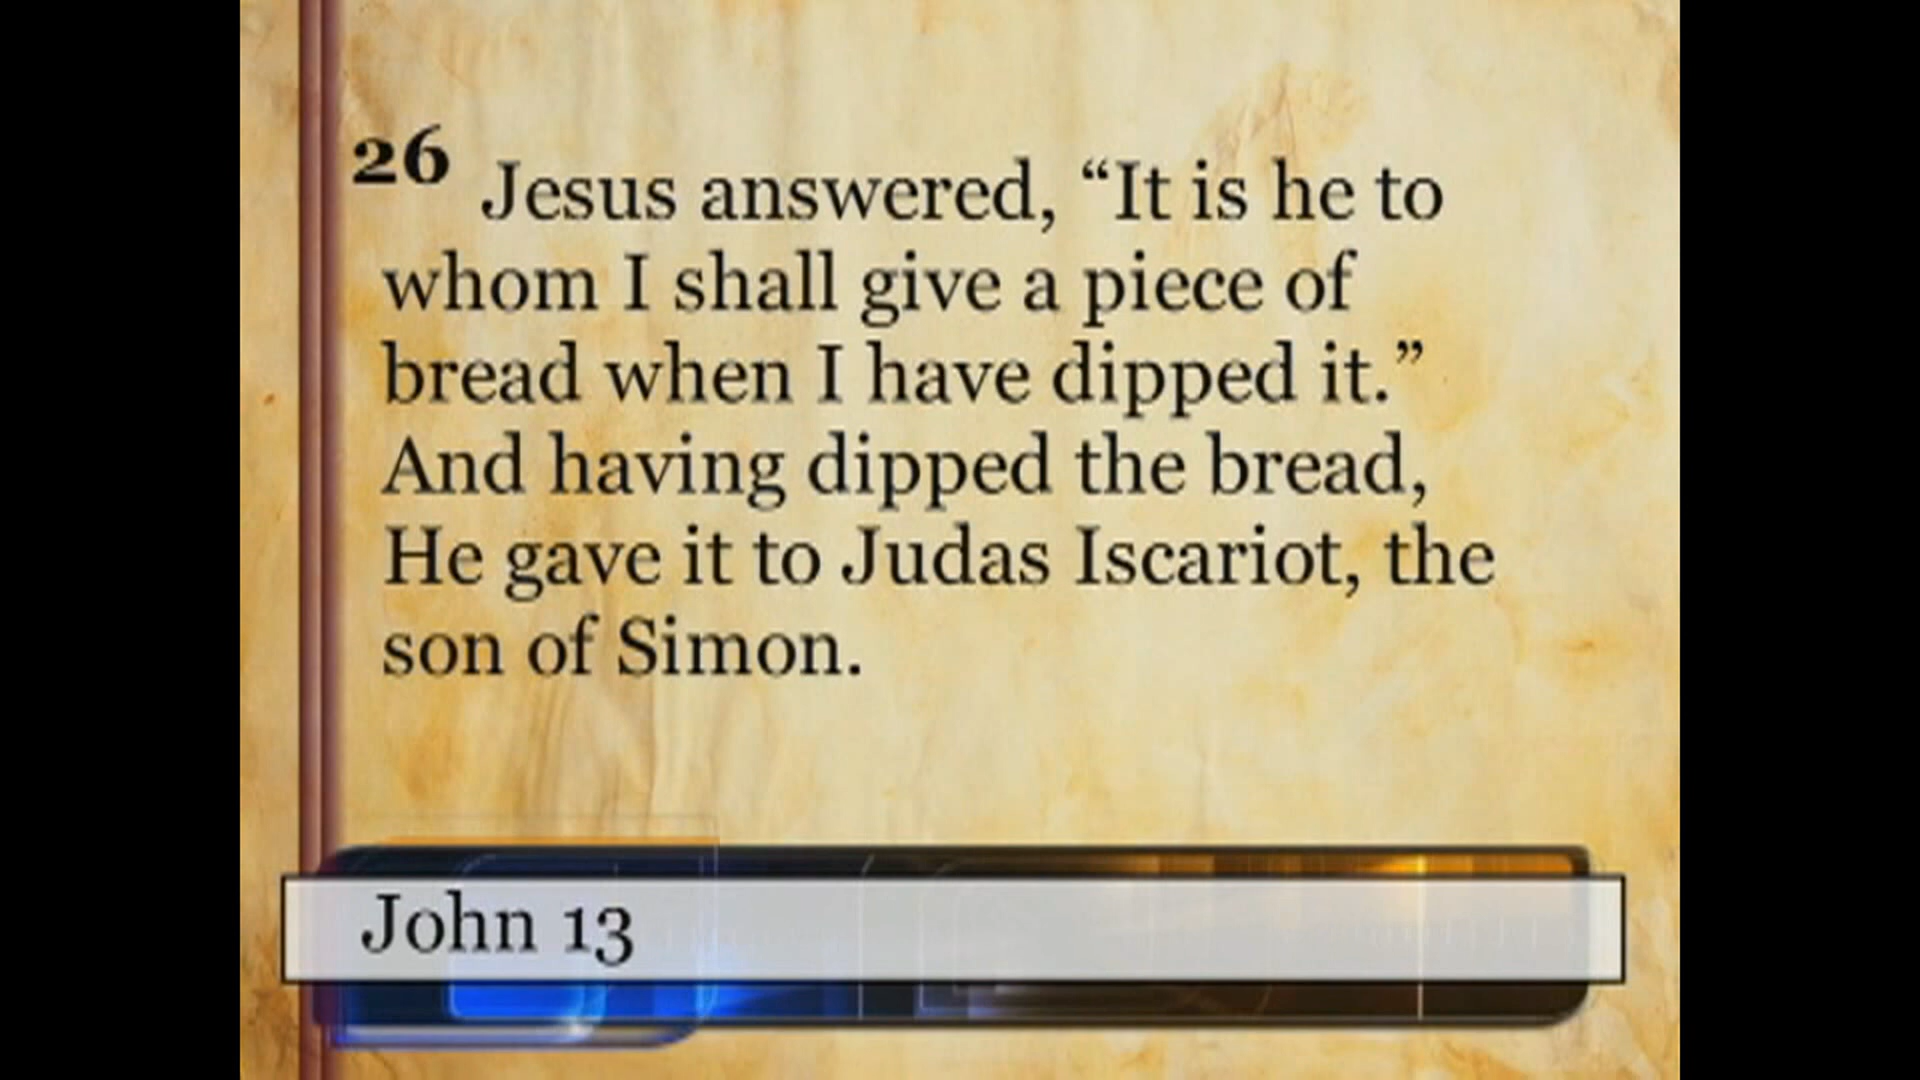 26 Jesus answered, “It is he to
whom I shall give a piece of
bread when I have dipped it.”
And having dipped the bread,
He gave it to Judas Iscariot, the
son of Simon.
John 13